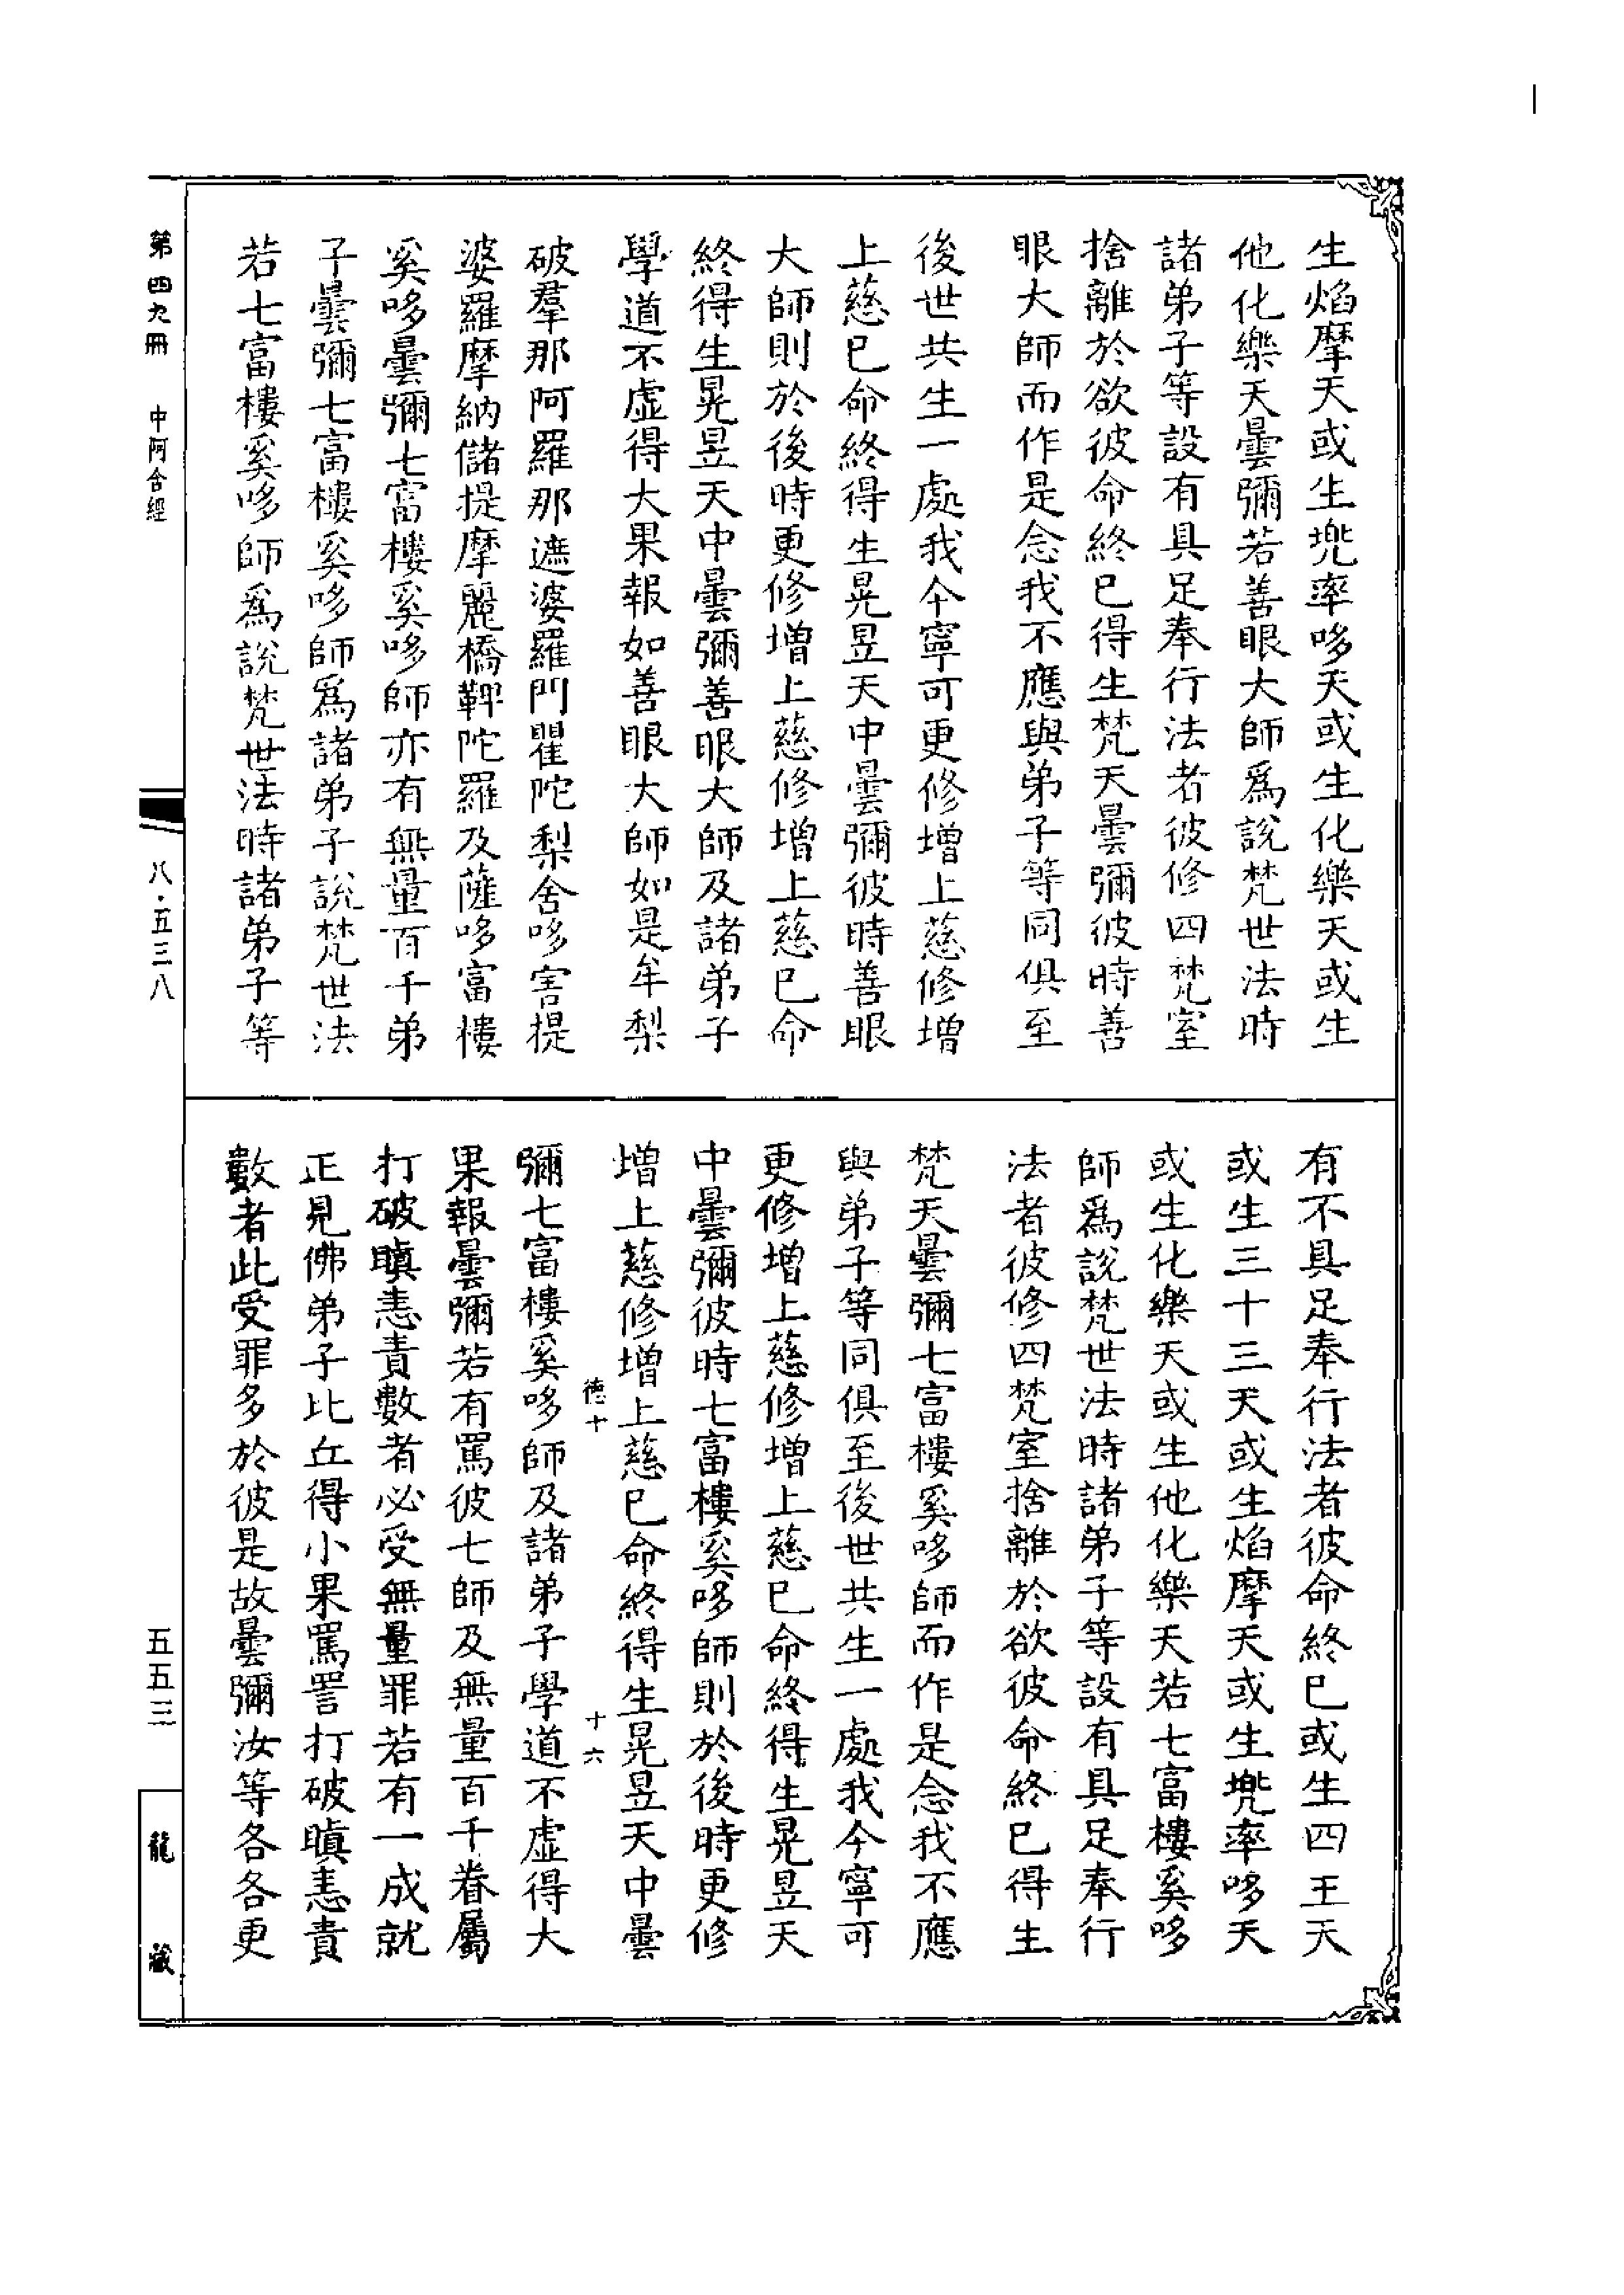 生焰摩天或生兜率哆天或生化樂天或生
他化樂天曇彌若善眼大師爲說梵世法時
諸弟子等設有具足奉行法者彼修四梵室
捨離於欲彼命終已得生梵天曇彌彼時善
眼大師而作是念我不應與弟子等同俱至
後世共生一處我今寧可更修增上慈修增
上慈已命終得生晃昱天中曇彌彼時善眼
大師則於後時更修增上慈修增上慈已命
終得生晃昱天中曇彌善眼大師及諸弟子
學道不虛得大果報如善眼大師如是牟梨
破羣那阿羅那遮婆羅門瞿陀梨舍哆害提
婆羅摩納儲提摩麗橋鞞陀羅及薩哆富樓
奚哆曇彌七富樓奚哆師亦有無量百千弟
子曇彌七富樓奚哆師爲諸弟子說梵世法
若七富樓奚哆師爲說梵世法時諸弟子等
有不具足奉行法者彼命終已或生四王天
或生三十三天或生焰摩天或生兜率哆天
或生化樂天或生他化樂天若七富樓奚哆
師爲說梵世法時諸弟子等設有具足奉行
法者彼修四梵室捨離於欲彼命終已得生
梵天曇彌七富樓奚哆師而作是念我不應
與弟子等同俱至後世共生一處我今寧可
更修增上慈修增上慈已命終得生晃昱天
中曇彌彼時七富樓奚哆師則於後時更修
增上慈修增上慈已命終得生晃昱天中曇
德十 十六
彌七富樓奚哆師及諸弟子學道不虛得大
果報曇彌若有罵彼七師及無量百千眷屬
打破瞋恚責數者必受無量罪若有一成就
正見佛弟子比丘得小果罵詈打破瞋恚責
數者此受罪多於彼是故曇彌汝等各各更
第四九冊 中阿含經
八·五三八
五五三
龍藏